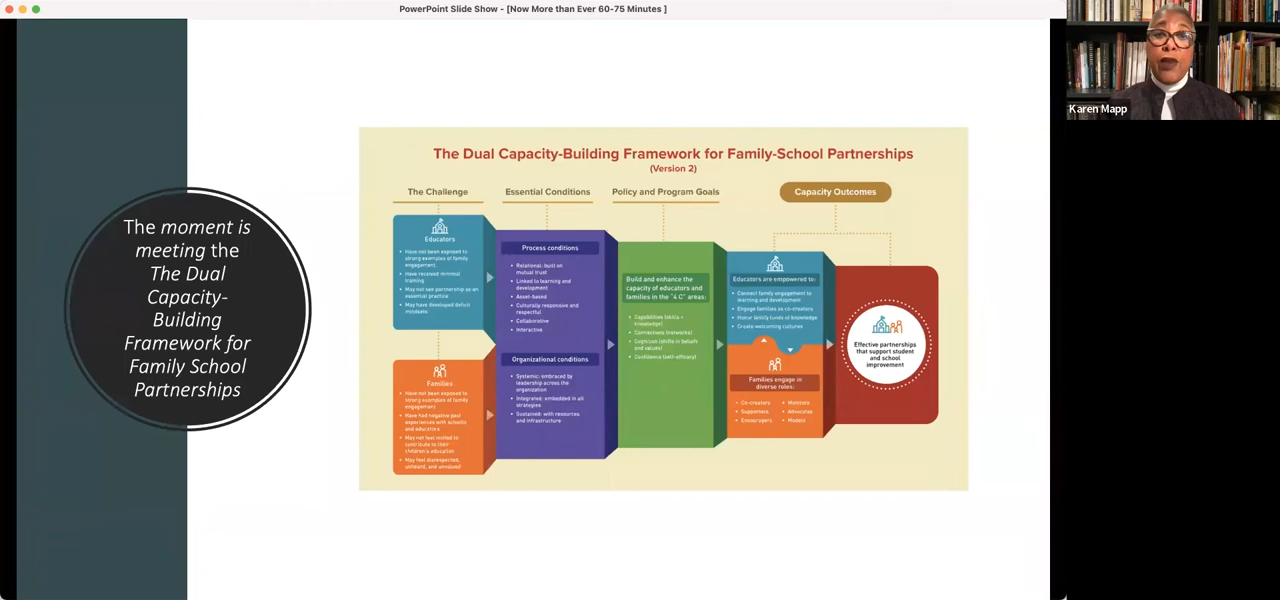 PowerPoint Slide Show - [Now More than Ever 60-75 Minutes ]
Karen Mapp
The moment is
meeting the
The Dual
Capacity-
Building
Framework for
Family School
Partnerships
The Dual Capacity-Building Framework for Family-School Partnerships
(Version 2)
The Challenge
Essential Conditions
Policy and Program Goals
Capacity Outcomes
Educators
• Have not been exposed to
strong examples of family
engagement
• Have received minimal
training
• May not see partnership as an
essential practice
• May have developed deficit
mindsets
Families
• Have not been exposed to
strong examples of family
engagement
• Have had negative past
experiences with schools
and educators
• May not feel invited to
contribute to their
children's education
• May feel disrespected,
unheard, and unvalued
Process conditions
• Relational: built on
mutual trust
• Linked to learning and
development
• Asset-based
• Culturally responsive and
respectful
• Collaborative
• Interactive
Organizational conditions
• Systemic: embraced by
leadership across the
organization
• Integrated: embedded in all
strategies
• Sustained: with resources
and infrastructure
Build and enhance the
capacity of educators and
families in the "4 C" areas:
• Capabilities (skills +
knowledge)
• Connections (networks)
• Cognition (shifts in beliefs
and values)
• Confidence (self-efficacy)
Educators are empowered to:
• Connect family engagement to
learning and development
• Engage families as co-creators
• Honor family funds of knowledge
• Create welcoming cultures
Families engage in
diverse roles:
• Co-creators
• Supporters
• Encouragers
• Monitors
• Advocates
• Models
Effective partnerships
that support student
and school
improvement